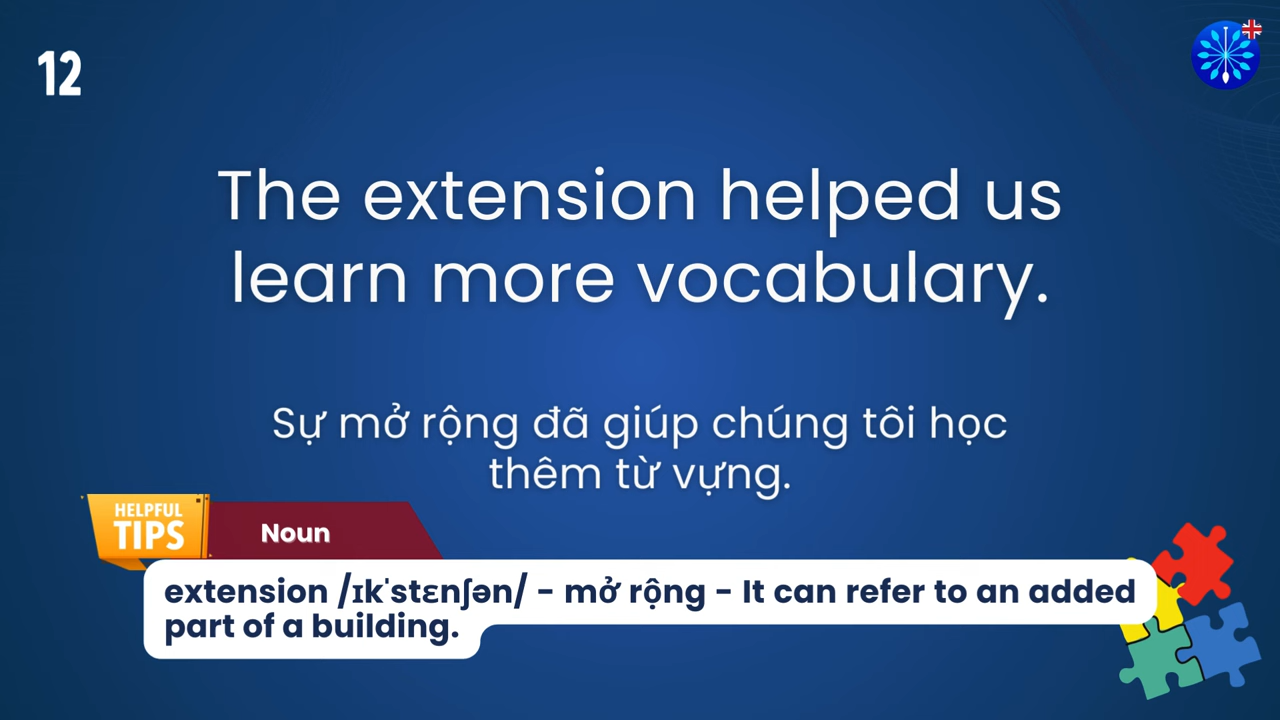 12
The extension helped us
learn more vocabulary.
Sự mở rộng đã giúp chúng tôi học
thêm từ vựng.
HELPFUL
TIPS
Noun
extension /ɪkˈstɛnʃən/ - mở rộng - It can refer to an added
part of a building.